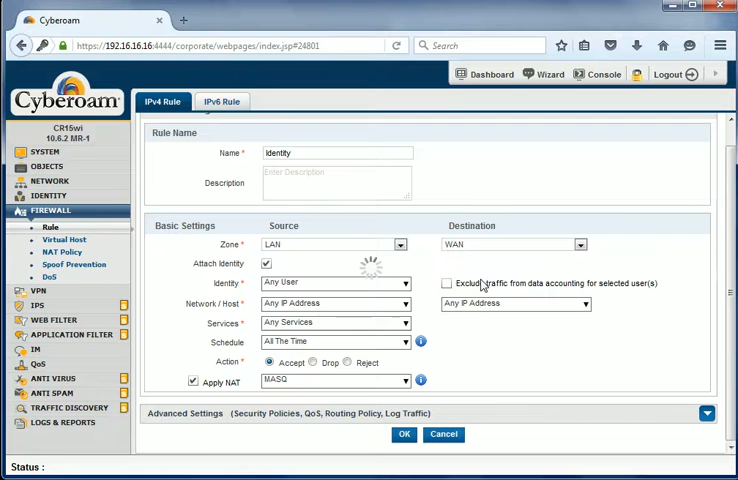 Cyberoam
https://192.16.16.16:4444/corporate/webpages/index.jsp#24801
Search
Dashboard Wizard Console Logout
Cyberoam
CR15wi
10.6.2 MR-1
SYSTEM
OBJECTS
NETWORK
IDENTITY
FIREWALL
Rule
Virtual Host
NAT Policy
Spoof Prevention
DoS
VPN
IPS
WEB FILTER
APPLICATION FILTER
IM
QoS
ANTI VIRUS
ANTI SPAM
TRAFFIC DISCOVERY
LOGS & REPORTS
IPv4 Rule IPv6 Rule
Rule Name
Name * Identity
Description Enter Description
Basic Settings Source Destination
Zone * LAN WAN
Attach Identity
Identity * Any User Exclude traffic from data accounting for selected user(s)
Network / Host * Any IP Address Any IP Address
Services * Any Services
Schedule All The Time
Action * Accept Drop Reject
Apply NAT MASQ
Advanced Settings (Security Policies, QoS, Routing Policy, Log Traffic)
OK Cancel
Status :